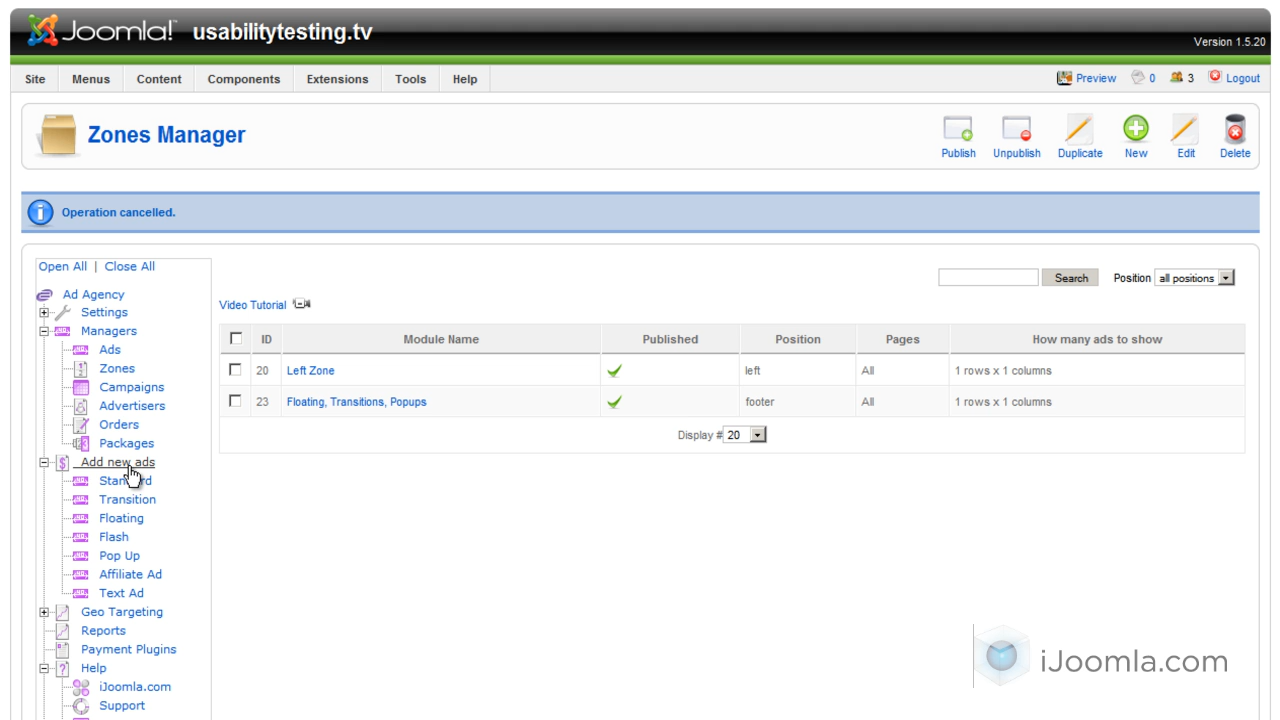 Joomla! usabilitytesting.tv
Version 1.5.20
Site Menus Content Components Extensions Tools Help Preview 0 3 Logout
Zones Manager
Publish Unpublish Duplicate New Edit Delete
Operation cancelled.
Open All | Close All
Search Position all positions
Ad Agency
Video Tutorial
Settings
Managers
Ads
Zones
Campaigns
Advertisers
Orders
Packages
Add new ads
Standard
Transition
Floating
Flash
Pop Up
Affiliate Ad
Text Ad
Geo Targeting
Reports
Payment Plugins
Help
iJoomla.com
Support
ID Module Name Published Position Pages How many ads to show
20 Left Zone left All 1 rows x 1 columns
23 Floating, Transitions, Popups footer All 1 rows x 1 columns
Display # 20
iJoomla.com